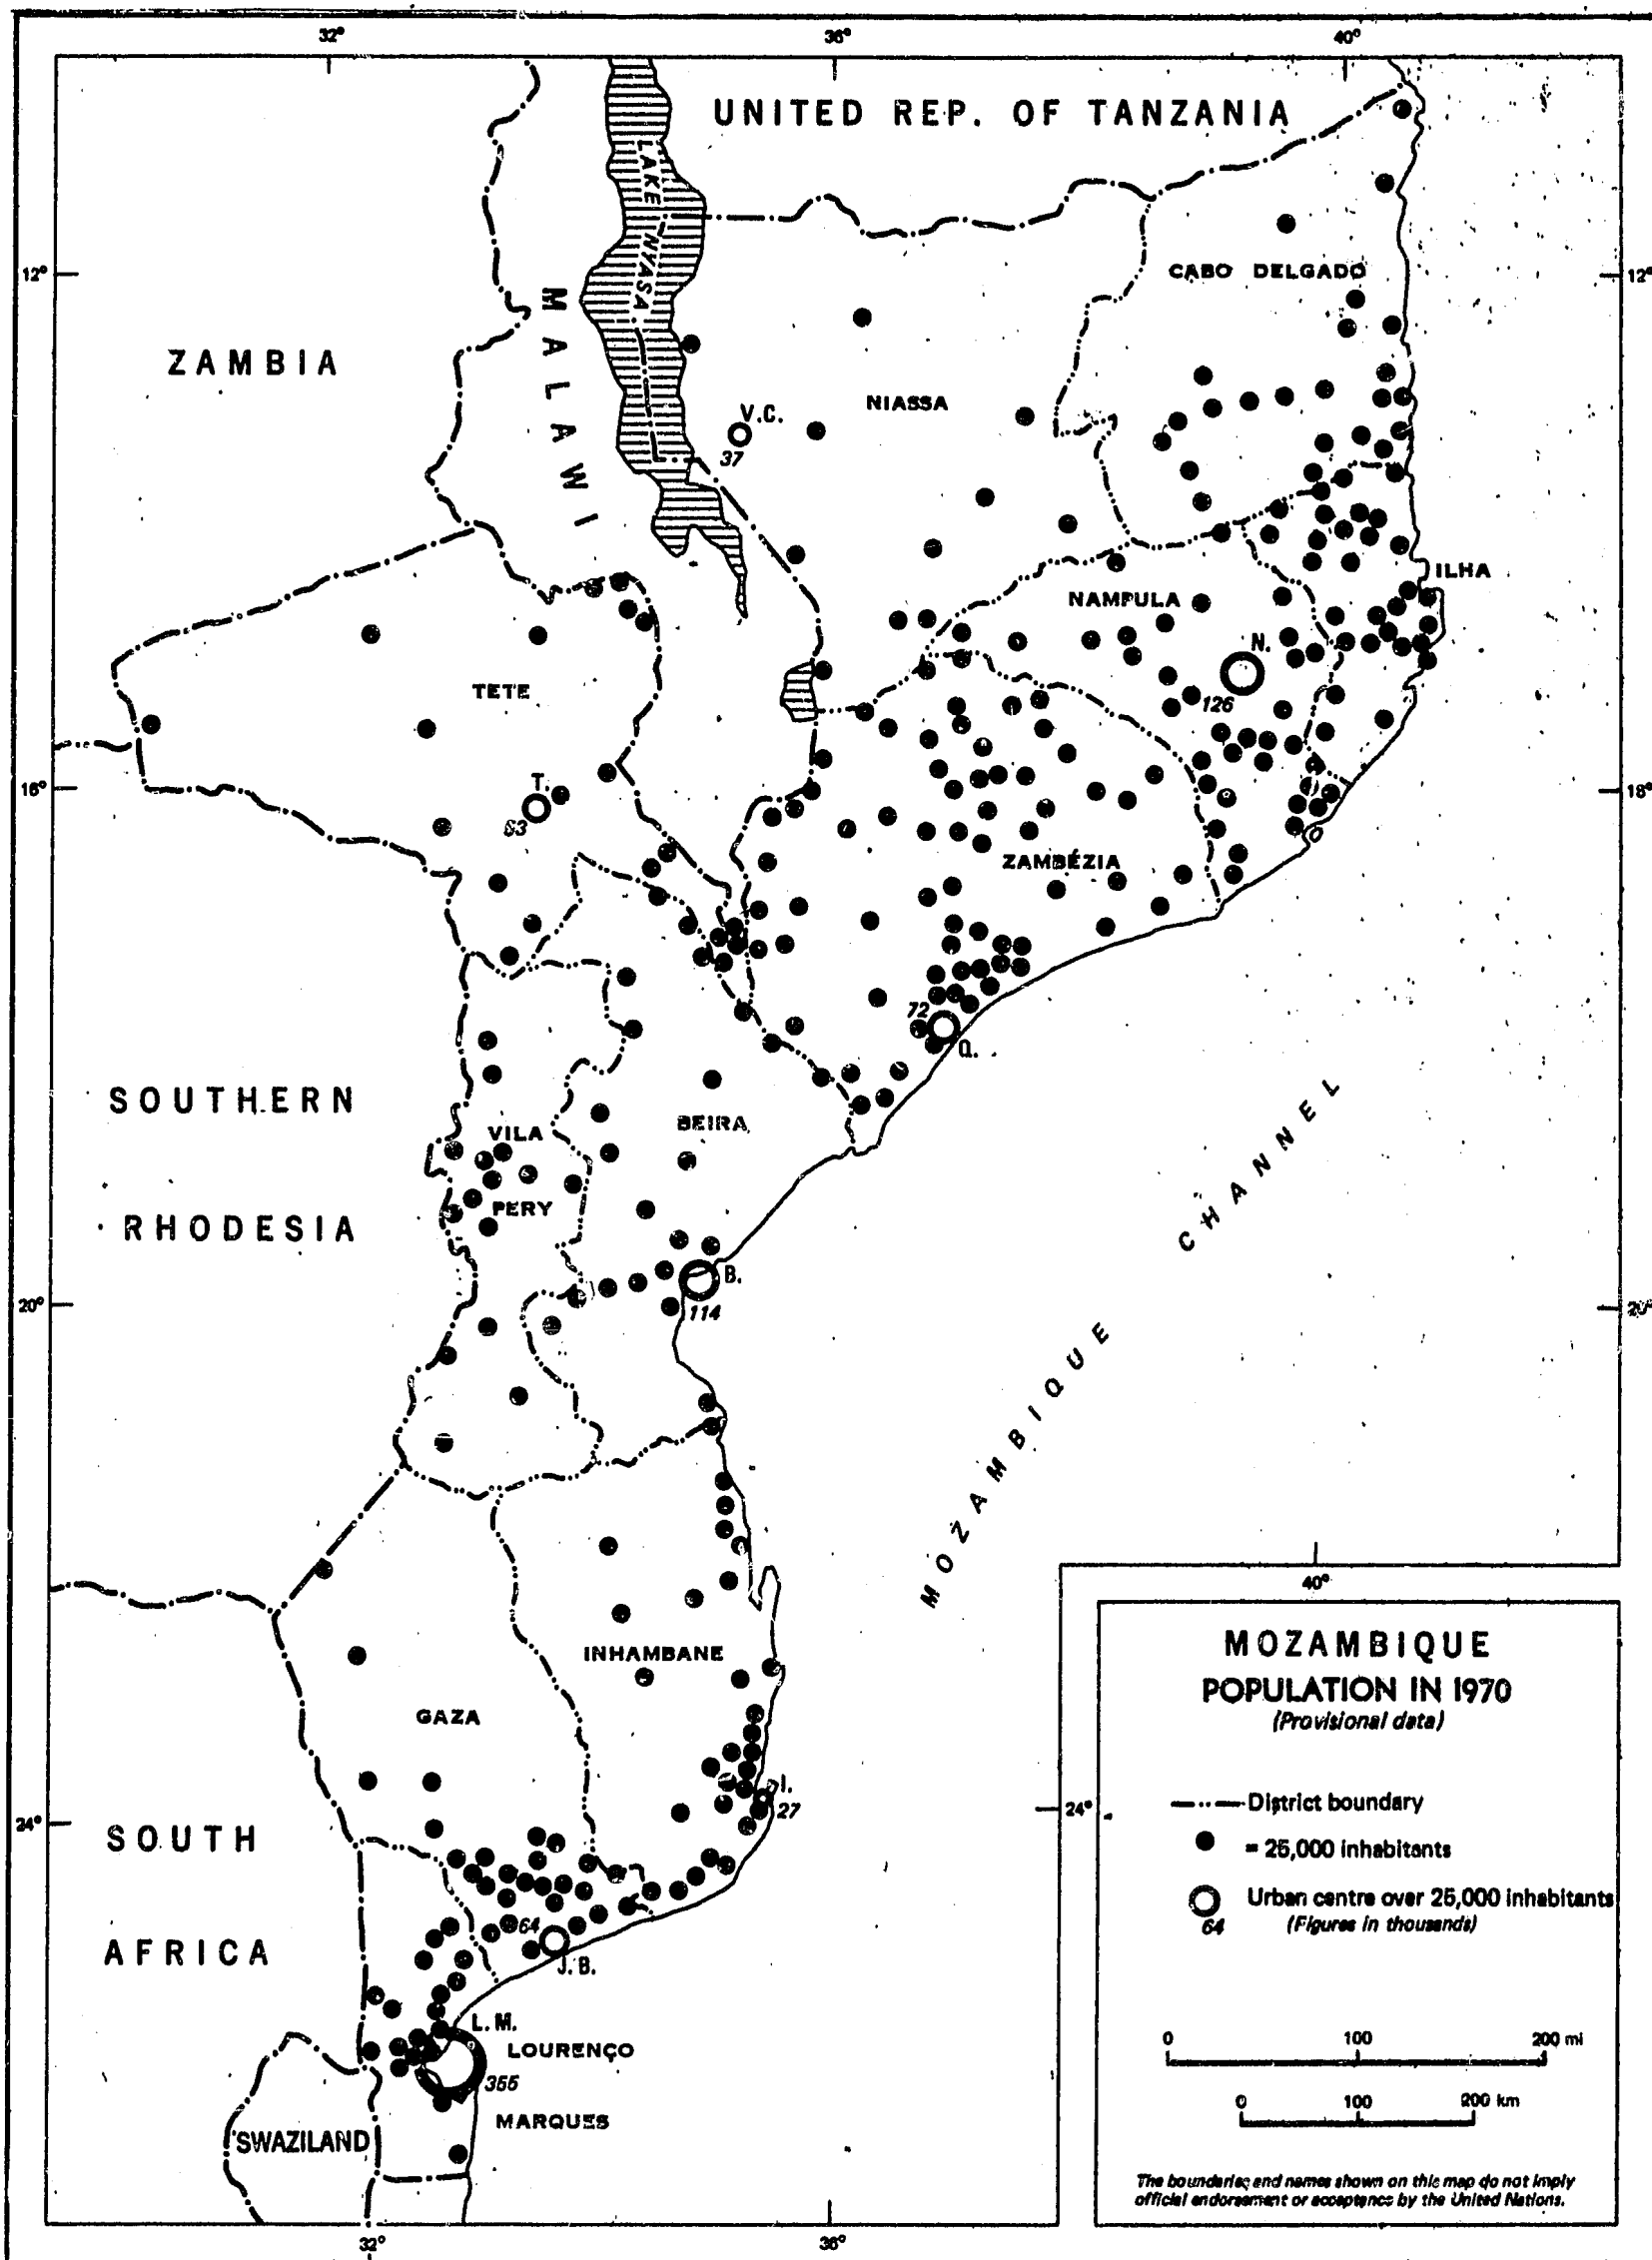 32° 36° 40°
UNITED REP. OF TANZANIA
LAKE NYASA
12° 12°
CABO DELGADO
MALAWI
ZAMBIA
NIASSA
V.C.
37
ILHA
NAMPULA
N.
126
TETE
T.
16° 18°
ZAMBÉZIA
72
Q.
SOUTHERN
RHODESIA
VILA
PERY
BEIRA
B.
114
20° 20°
MOZAMBIQUE CHANNEL
INHAMBANE
GAZA
I.
27
SOUTH
AFRICA
24° 24°
64
J.B.
L.M.
LOURENÇO
355
MARQUES
SWAZILAND
32° 36°
40°
MOZAMBIQUE
POPULATION IN 1970
(Provisional data)
District boundary
= 25,000 inhabitants
Urban centre over 25,000 inhabitants
64 (Figures in thousands)
0 100 200 mi
0 100 200 km
The boundaries and names shown on this map do not imply
official endorsement or acceptance by the United Nations.